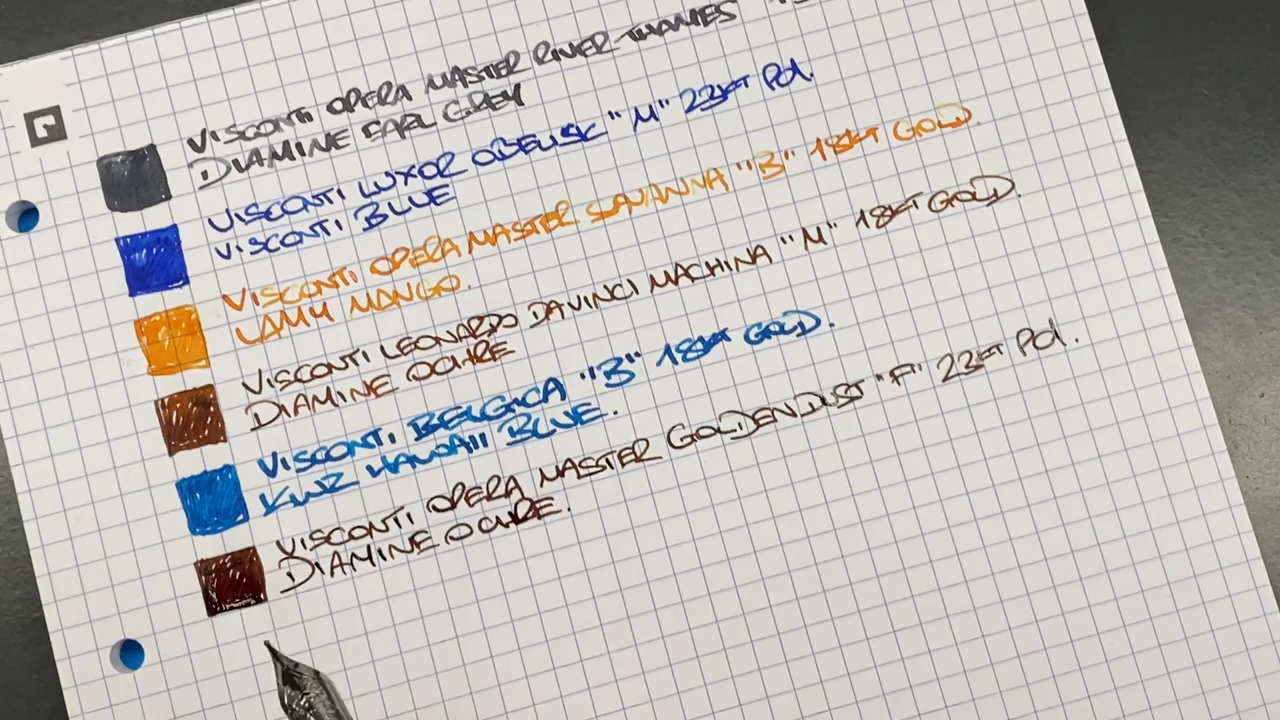 VISCONTI OPERA MASTER RIVER THAMES
DIAMINE EARL GREY
VISCONTI LUXOR OBELISK "M" 23KT Pd.
VISCONTI BLUE
VISCONTI OPERA MASTER SAVANNA "B" 18KT GOLD.
LAMY MANGO.
VISCONTI LEONARDO DAVINCI MACHINA "M" 18KT GOLD.
DIAMINE OCHRE
VISCONTI BELGICA "B" 18KT GOLD.
KWZ HAWAII BLUE.
VISCONTI OPERA MASTER GOLDENDUST "F" 23KT Pd.
DIAMINE OCHRE.